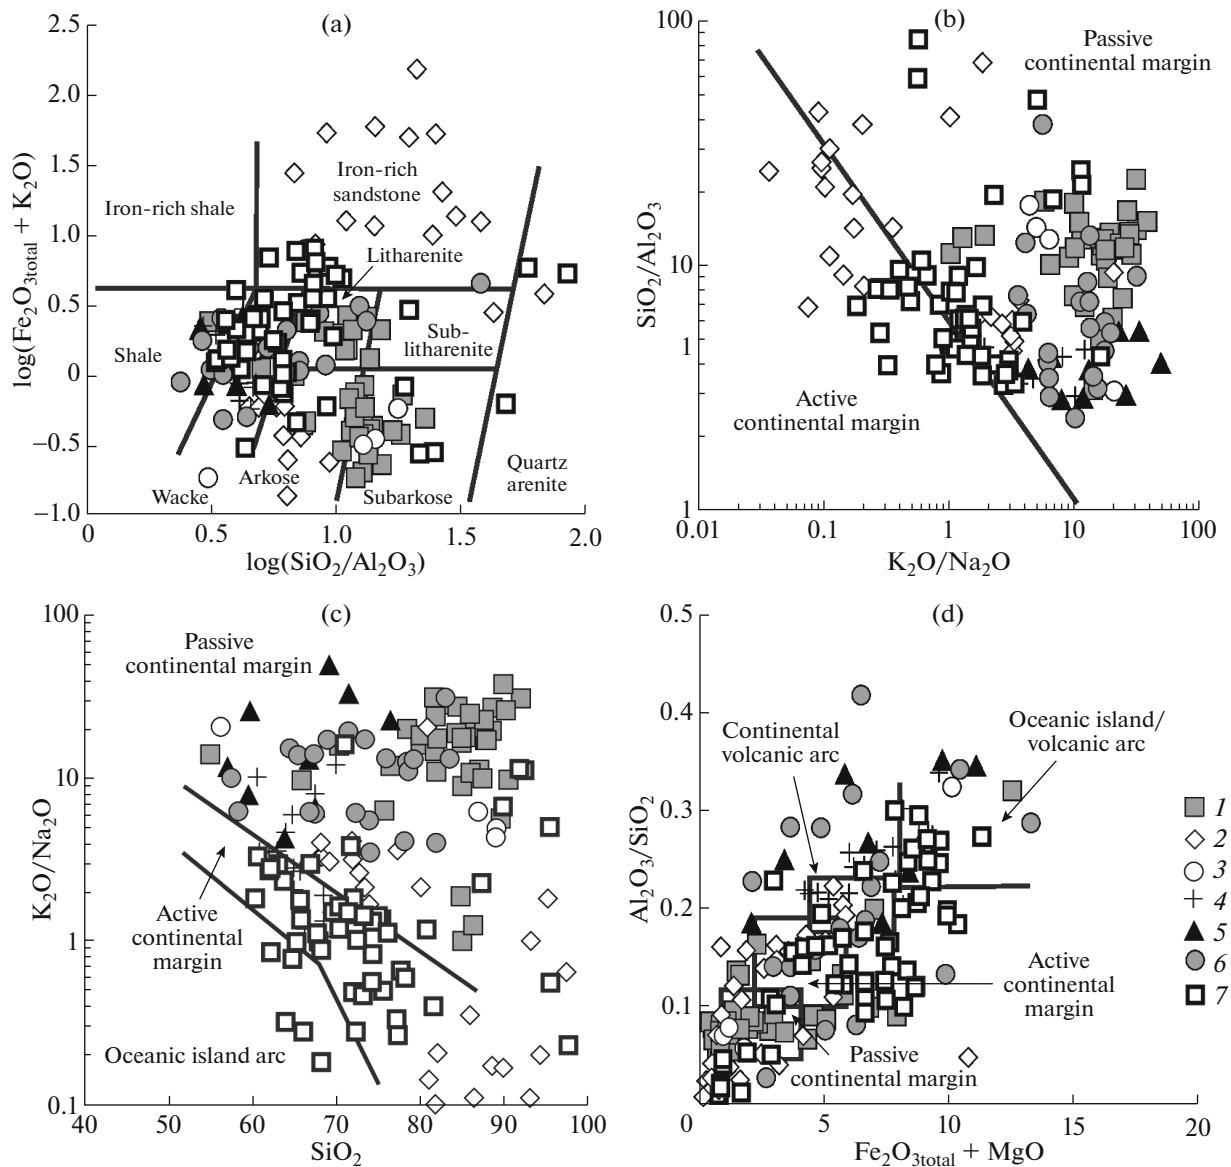 (a)
2.5
2.0
1.5
1.0
0.5
0
−0.5
−1.0
log(Fe₂O₃total + K₂O)
Iron-rich shale
Iron-rich
sandstone
Litharenite
Shale
Sub-
litharenite
Wacke
Arkose
Subarkose
Quartz
arenite
0
0.5
1.0
1.5
2.0
log(SiO₂/Al₂O₃)
(b)
100
10
1
1
SiO₂/Al₂O₃
Passive
continental margin
Active
continental margin
0.01
0.1
1
10
100
K₂O/Na₂O
(c)
100
10
1
0.1
K₂O/Na₂O
Passive
continental margin
Active
continental
margin
Oceanic island arc
40
50
60
70
80
90
100
SiO₂
(d)
0.5
0.4
0.3
0.2
0.1
Al₂O₃/SiO₂
Continental
volcanic arc
Oceanic island/
volcanic arc
Active
continental
margin
Passive
continental margin
0
5
10
15
20
Fe₂O₃total + MgO
1
2
3
4
5
6
7